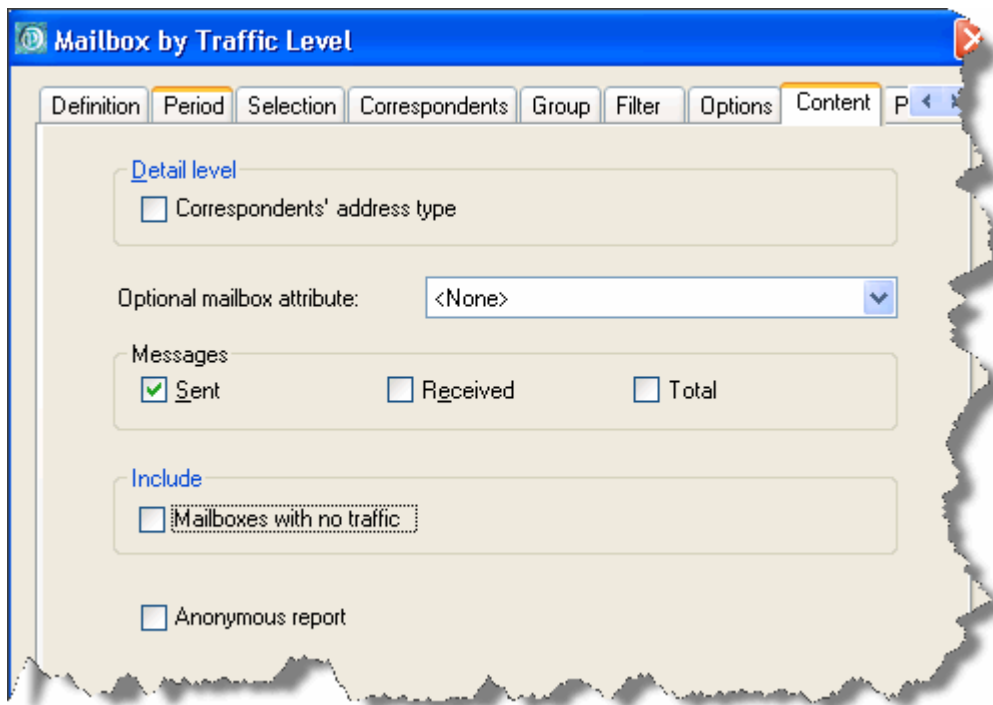 Mailbox by Traffic Level
Definition Period Selection Correspondents Group Filter Options Content P
Detail level
Correspondents' address type
Optional mailbox attribute: <None>
Messages
Sent Received Total
Include
Mailboxes with no traffic
Anonymous report